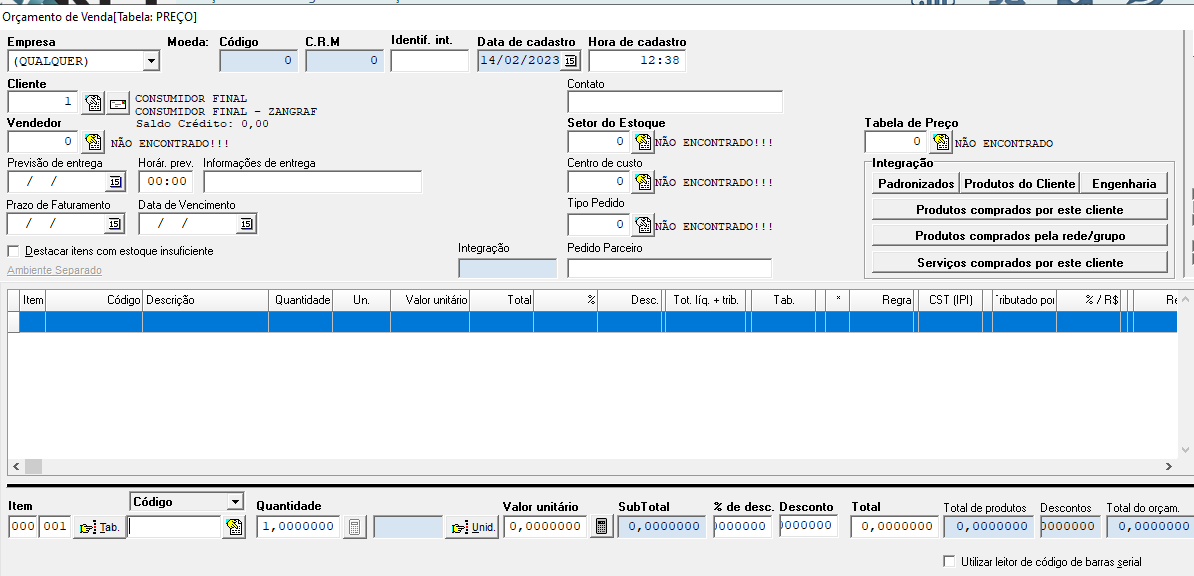 Orçamento de Venda[Tabela: PREÇO]
Empresa Moeda: Código C.R.M Identif. int. Data de cadastro Hora de cadastro
(QUALQUER) 0 0 14/02/2023 15 12:38
Cliente Contato
1 CONSUMIDOR FINAL
CONSUMIDOR FINAL - ZANGRAF
Saldo Crédito: 0,00
Vendedor Setor do Estoque Tabela de Preço
0 NÃO ENCONTRADO!!! 0 NÃO ENCONTRADO!!! 0 NÃO ENCONTRADO
Previsão de entrega Horár. prev. Informações de entrega Centro de custo Integração
/ / 15 00:00 0 NÃO ENCONTRADO!!! Padronizados Produtos do Cliente Engenharia
Prazo de Faturamento Data de Vencimento Tipo Pedido Produtos comprados por este cliente
/ / 15 / / 15 0 NÃO ENCONTRADO!!! Produtos comprados pela rede/grupo
Destacar itens com estoque insuficiente Integração Pedido Parceiro
Ambiente Separado Serviços comprados por este cliente
Item Código Descrição Quantidade Un. Valor unitário Total % Desc. Tot. líq. + trib. Tab. * Regra CST (IPI) Tributado por % / R$ Re
Item Código Quantidade Valor unitário SubTotal % de desc. Desconto Total Total de produtos Descontos Total do orçam.
000 001 Tab. 1,0000000 Unid. 0,0000000 0,0000000 0000000 0000000 0,0000000 0,0000000 0000000 0,0000000
Utilizar leitor de código de barras serial